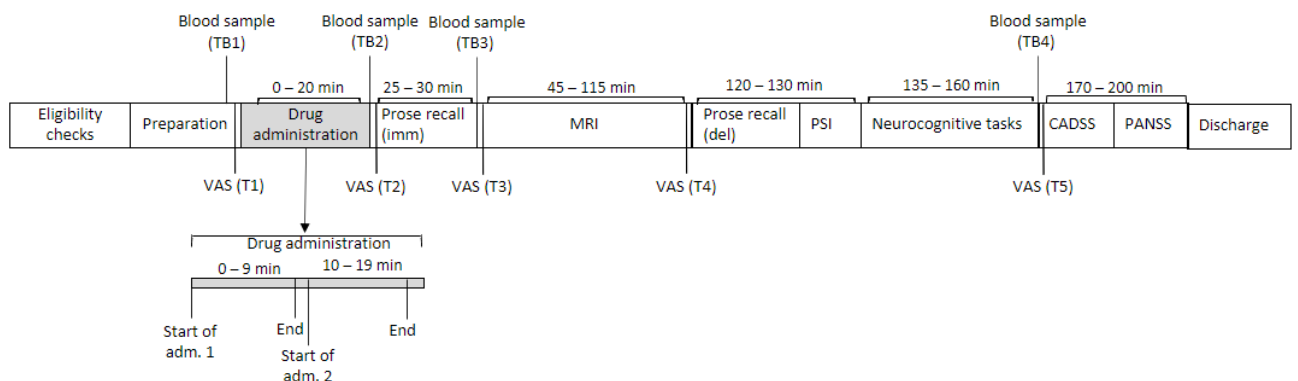 Blood sample
(TB1)
Blood sample
(TB2)
Blood sample
(TB3)
Blood sample
(TB4)
0 – 20 min
25 – 30 min
45 – 115 min
120 – 130 min
135 – 160 min
170 – 200 min
Eligibility
checks
Preparation
Drug
administration
Prose recall
(imm)
MRI
Prose recall
(del)
PSI
Neurocognitive tasks
CADSS
PANSS
Discharge
VAS (T1)
VAS (T2)
VAS (T3)
VAS (T4)
VAS (T5)
Drug administration
0 – 9 min
10 – 19 min
Start of
adm. 1
End
Start of
adm. 2
End